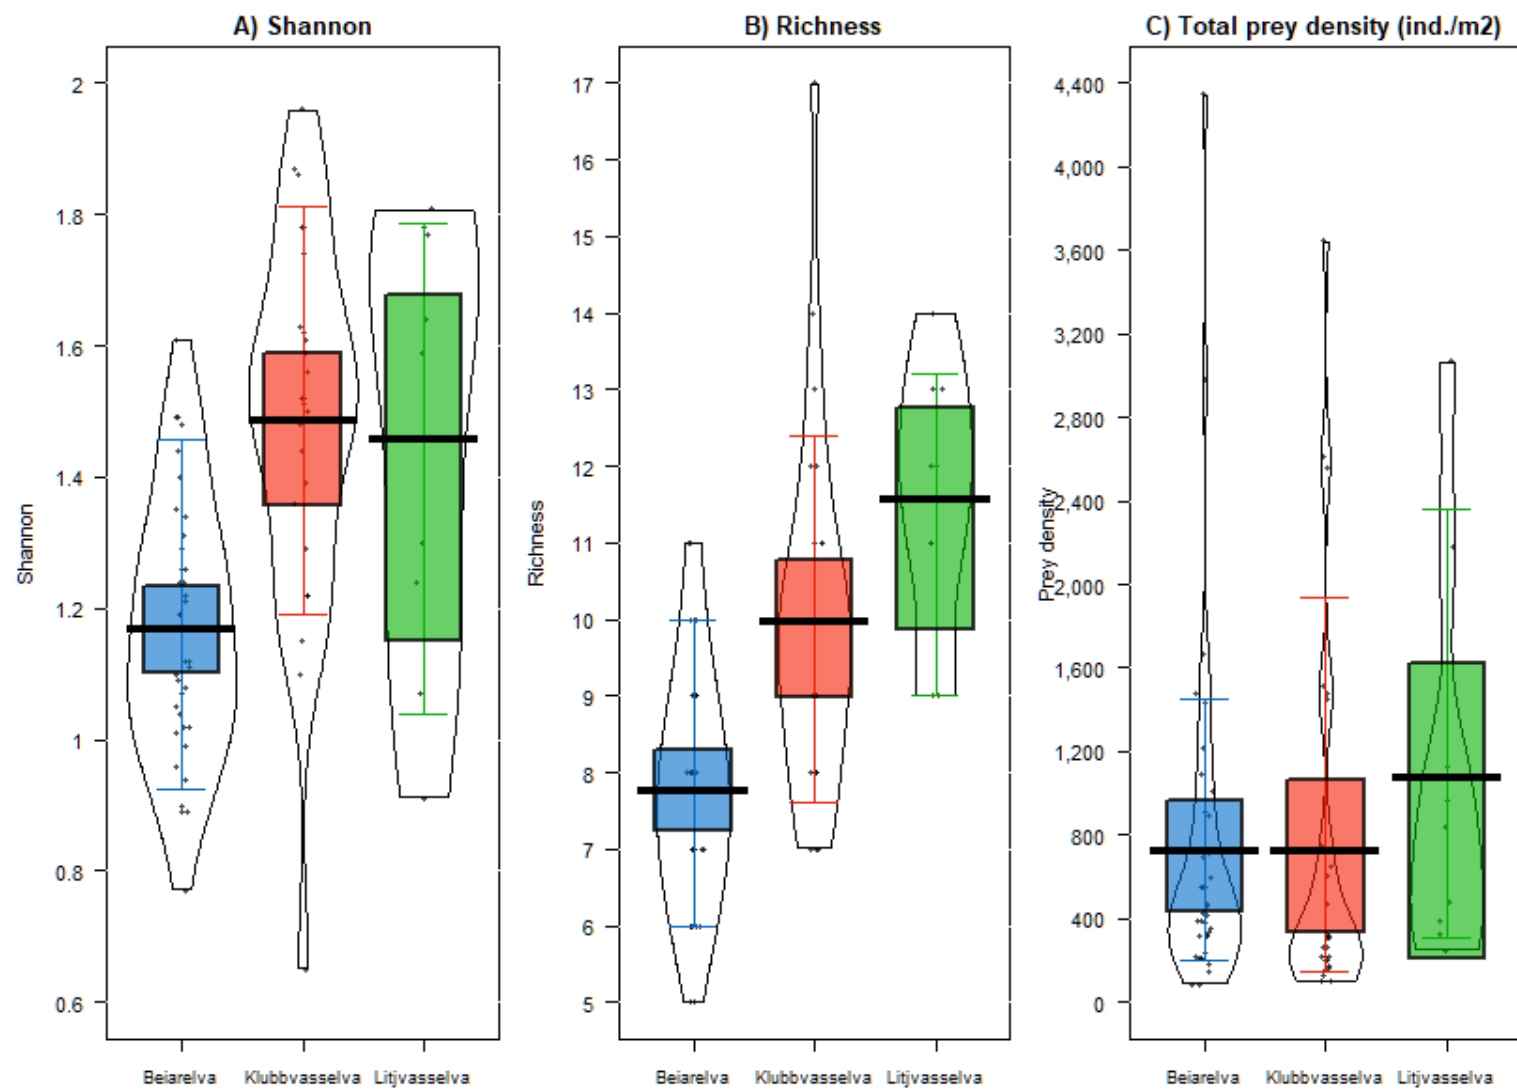 A) Shannon
B) Richness
C) Total prey density (ind./m2)
Shannon
2
1.8
1.6
1.4
1.2
1
0.8
0.6
Beiarelva
Klubbvasselva
Litjvasselva
Richness
17
16
15
14
13
12
11
10
9
8
7
6
5
Beiarelva
Klubbvasselva
Litjvasselva
Prey density
4,400
4,000
3,600
3,200
2,800
2,400
2,000
1,600
1,200
800
400
0
Beiarelva
Klubbvasselva
Litjvasselva